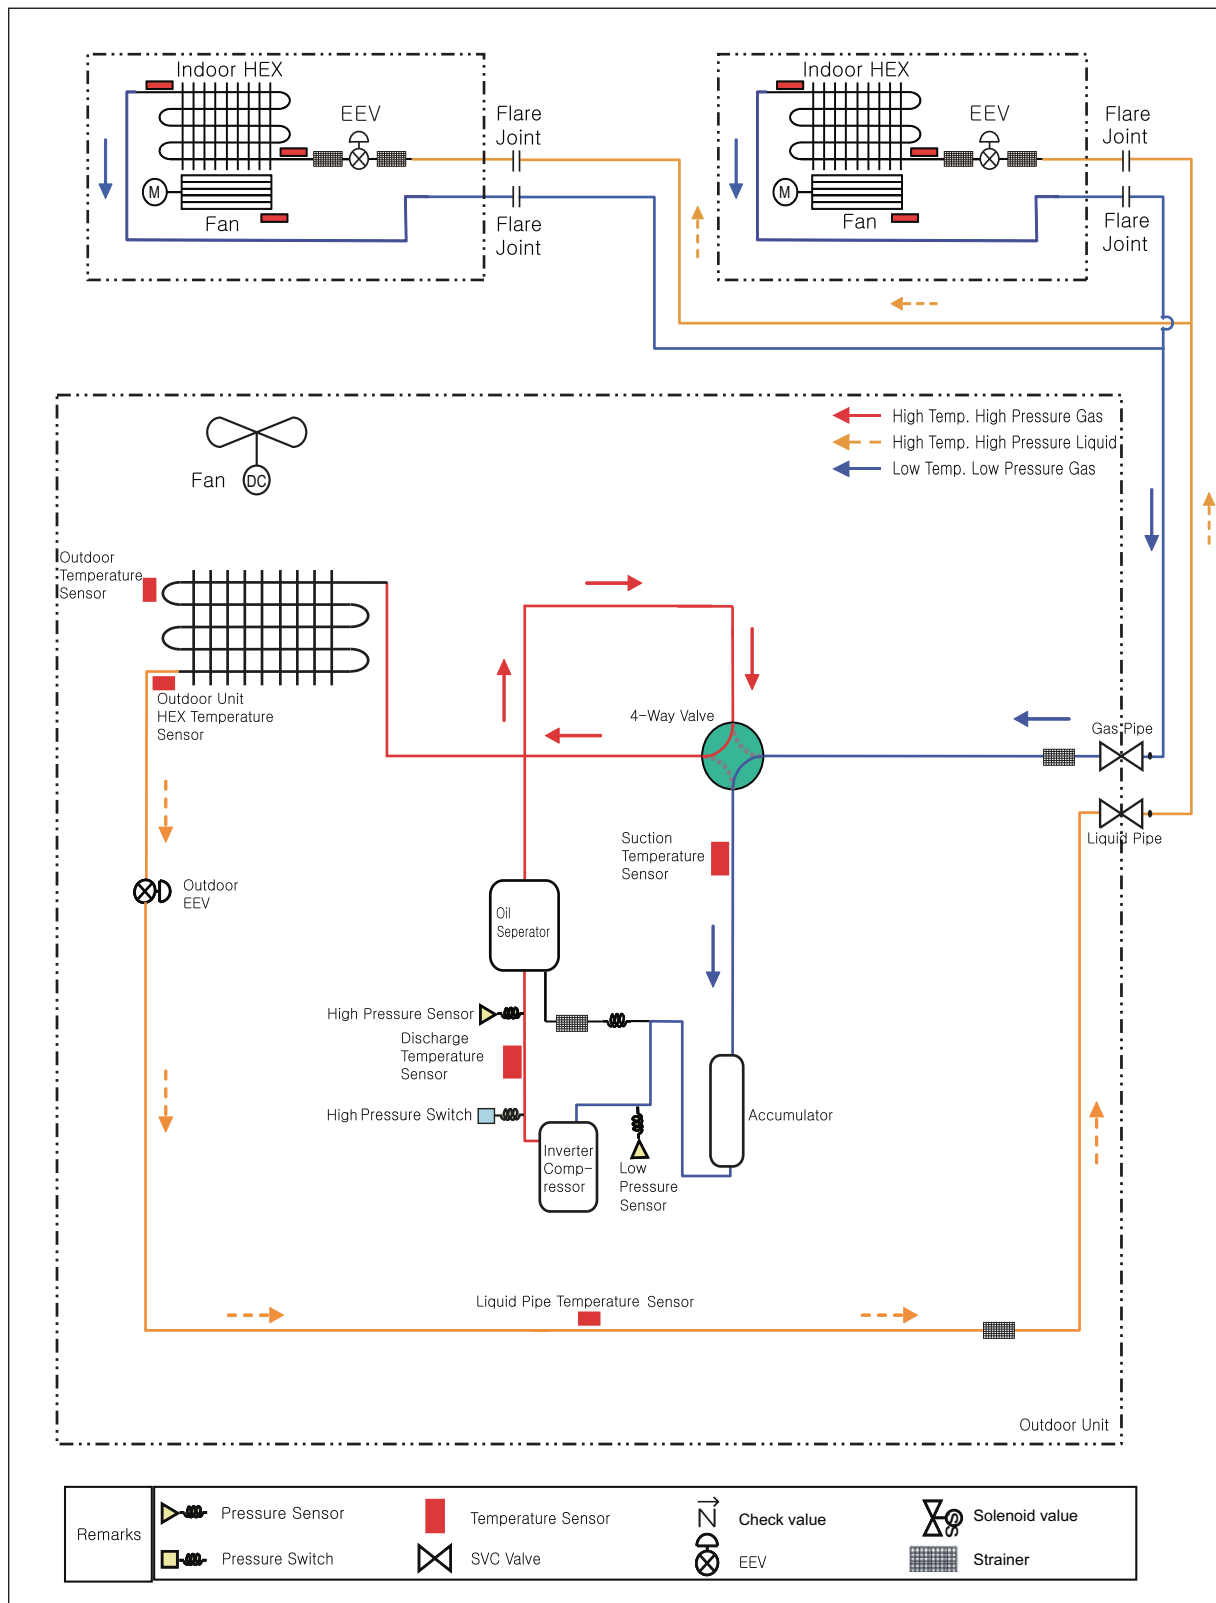 Indoor HEX
EEV
Flare
Joint
M
Fan
Flare
Joint
Indoor HEX
EEV
Flare
Joint
M
Fan
Flare
Joint
High Temp. High Pressure Gas
High Temp. High Pressure Liquid
Low Temp. Low Pressure Gas
Fan
DC
Outdoor
Temperature
Sensor
Outdoor Unit
HEX Temperature
Sensor
4-Way Valve
Gas Pipe
Liquid Pipe
Suction
Temperature
Sensor
Outdoor
EEV
Oil
Seperator
High Pressure Sensor
Discharge
Temperature
Sensor
High Pressure Switch
Inverter
Comp-
ressor
Low
Pressure
Sensor
Accumulator
Liquid Pipe Temperature Sensor
Outdoor Unit
Remarks
Pressure Sensor
Temperature Sensor
Check value
Solenoid value
Pressure Switch
SVC Valve
EEV
Strainer